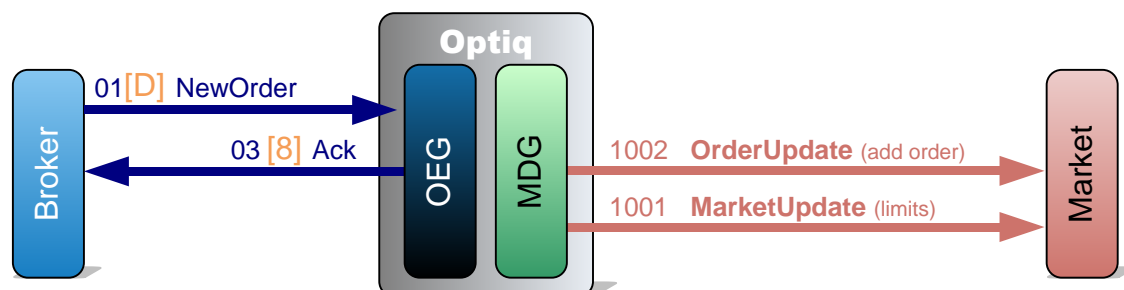 Optiq
Broker
01[D] NewOrder
03 [8] Ack
OEG
MDG
1002 OrderUpdate (add order)
1001 MarketUpdate (limits)
Market